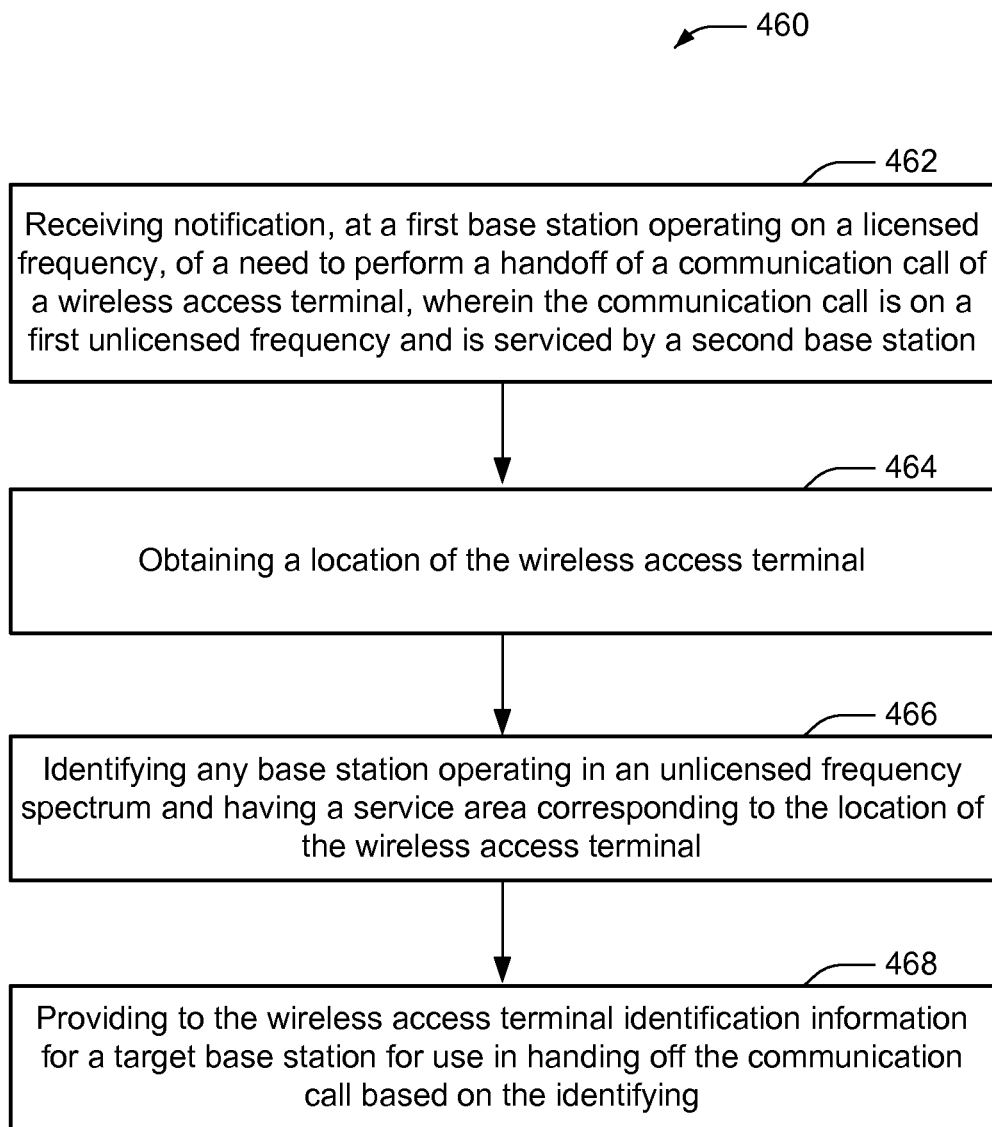 460
462
Receiving notification, at a first base station operating on a licensed
frequency, of a need to perform a handoff of a communication call of
a wireless access terminal, wherein the communication call is on a
first unlicensed frequency and is serviced by a second base station
464
Obtaining a location of the wireless access terminal
466
Identifying any base station operating in an unlicensed frequency
spectrum and having a service area corresponding to the location of
the wireless access terminal
468
Providing to the wireless access terminal identification information
for a target base station for use in handing off the communication
call based on the identifying